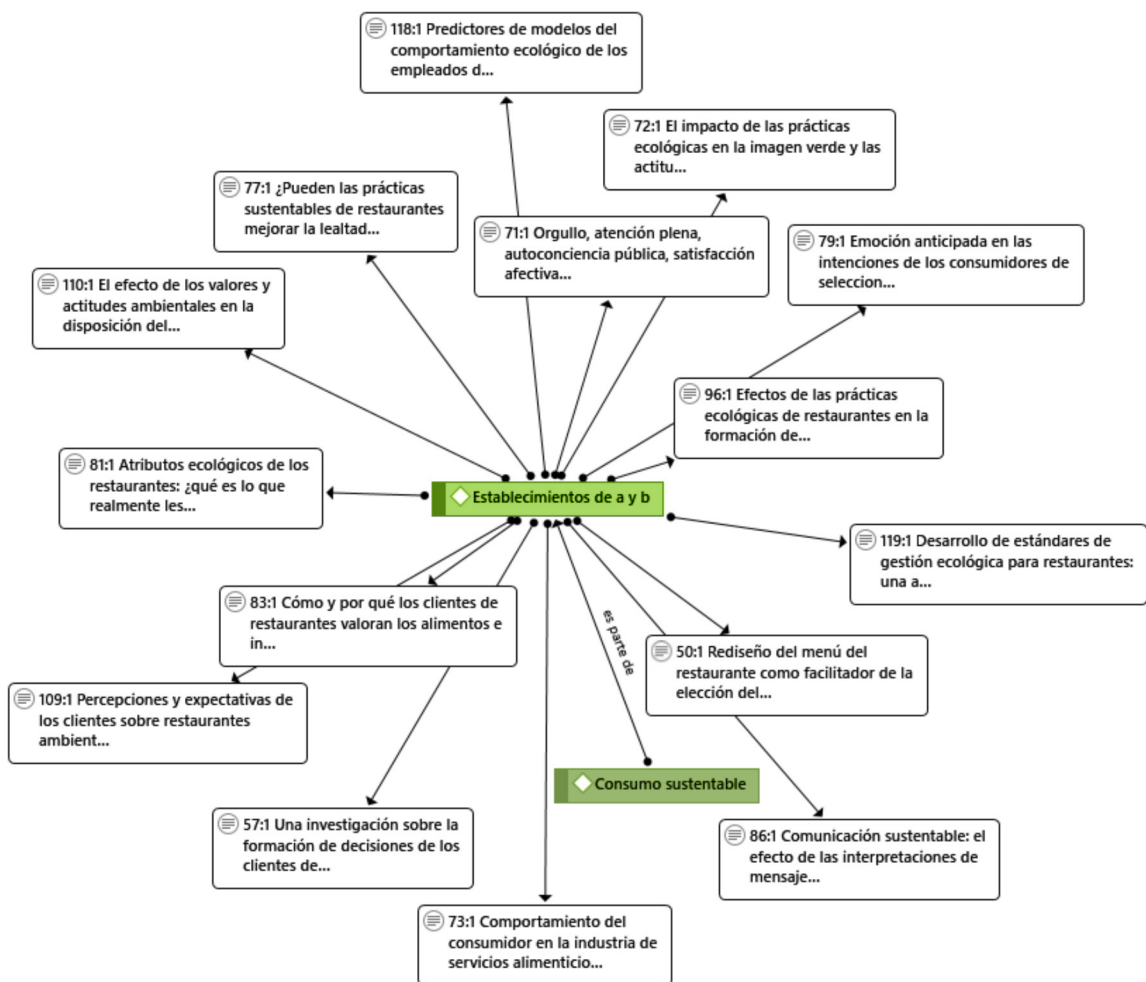 118:1 Predictores de modelos del
comportamiento ecológico de los
empleados d...
72:1 El impacto de las prácticas
ecológicas en la imagen verde y las
actitu...
77:1 ¿Pueden las prácticas
sustentables de restaurantes
mejorar la lealtad...
71:1 Orgullo, atención plena,
autoconciencia pública, satisfacción
afectiva...
79:1 Emoción anticipada en las
intenciones de los consumidores de
seleccion...
110:1 El efecto de los valores y
actitudes ambientales en la
disposición del...
96:1 Efectos de las prácticas
ecológicas de restaurantes en la
formación de...
81:1 Atributos ecológicos de los
restaurantes: ¿qué es lo que
realmente les...
Establecimientos de a y b
119:1 Desarrollo de estándares de
gestión ecológica para restaurantes:
una a...
83:1 Cómo y por qué los clientes de
restaurantes valoran los alimentos e
in...
es parte de
50:1 Rediseño del menú del
restaurante como facilitador de la
elección del...
109:1 Percepciones y expectativas de
los clientes sobre restaurantes
ambient...
Consumo sustentable
57:1 Una investigación sobre la
formación de decisiones de los
clientes de...
86:1 Comunicación sustentable: el
efecto de las interpretaciones de
mensaje...
73:1 Comportamiento del
consumidor en la industria de
servicios alimenticio...